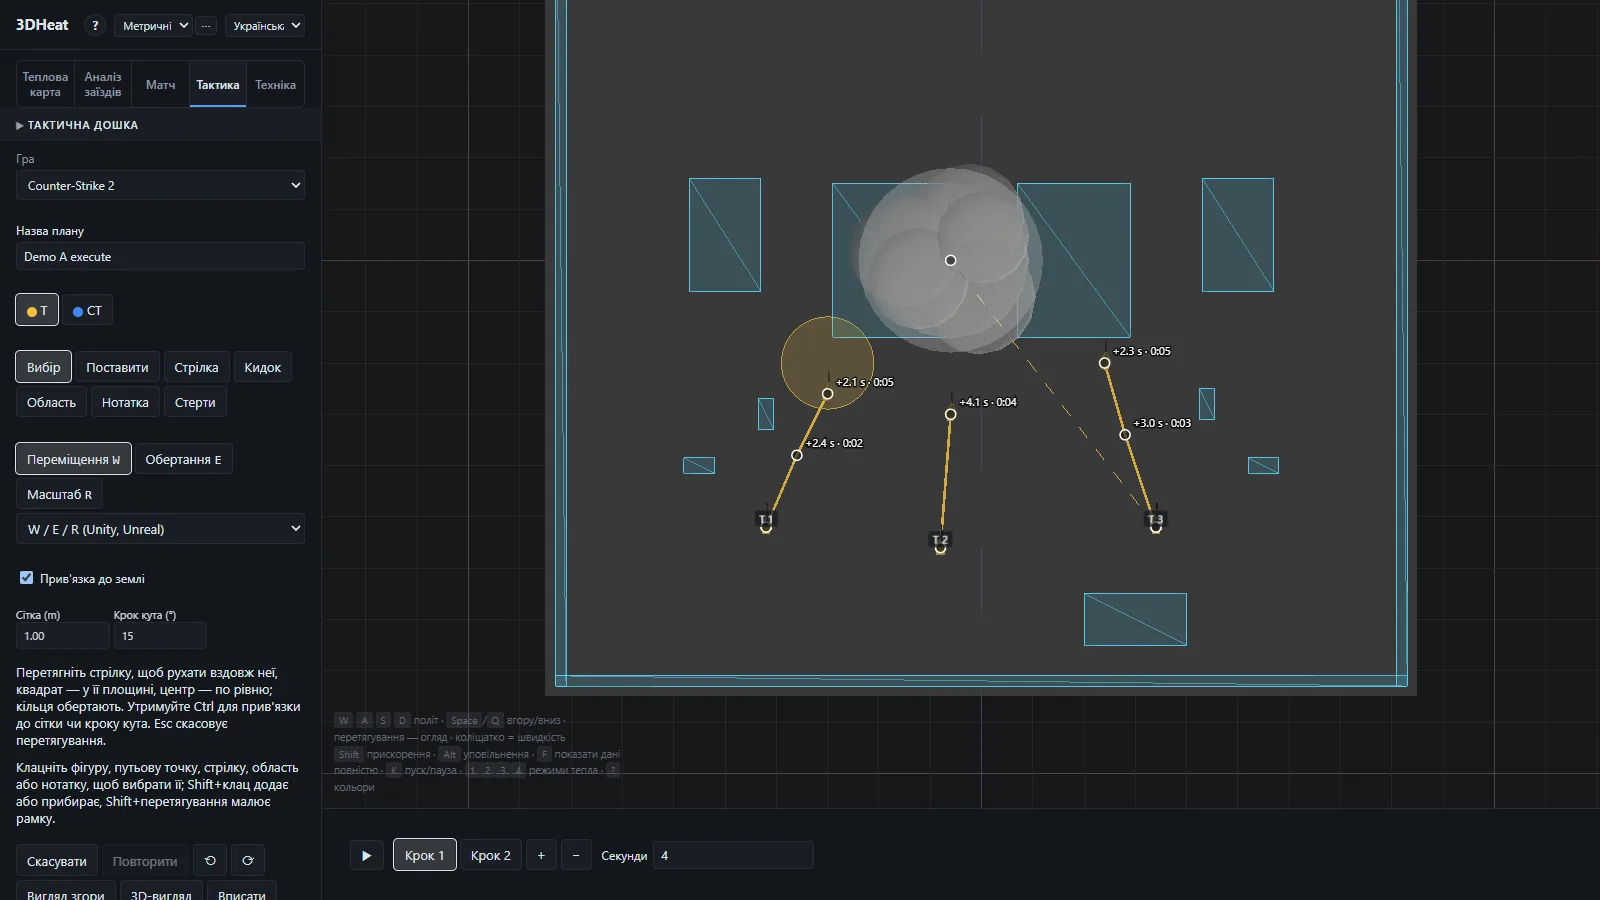 3DHeat
?
Метричні
...
Українська
Теплова карта
Аналіз заїздів
Матч
Тактика
Техніка
▶ ТАКТИЧНА ДОШКА
Гра
Counter-Strike 2
Назва плану
Demo A execute
T
CT
Вибір
Поставити
Стрілка
Кидок
Область
Нотатка
Стерти
Переміщення W
Обертання E
Масштаб R
W / E / R (Unity, Unreal)
Прив'язка до землі
Сітка (m)
Крок кута (°)
1.00
15
Перетягніть стрілку, щоб рухати вздовж неї,
квадрат — у її площині, центр — по рівню;
кільця обертають. Утримуйте Ctrl для прив'язки
до сітки чи кроку кута. Esc скасовує
перетягування.
Клацніть фігуру, путьову точку, стрілку, область
або нотатку, щоб вибрати її; Shift+клац додає
або прибирає, Shift+перетягування малює
рамку.
Скасувати
Повторити
Вигляд згори
3D-вигляд
Вписати
+2.3 s · 0:05
+2.1 s · 0:05
+4.1 s · 0:04
+3.0 s · 0:03
+2.4 s · 0:02
T1
T2
T3
W A S D політ · Space / Q вгору/вниз ·
перетягування — огляд · коліщатко = швидкість
Shift прискорення · Alt уповільнення · F показати дані
повністю · K пуск/пауза · 1 2 3 4 режими тепла · ?
кольори
Крок 1
Крок 2
+
−
Секунди
4